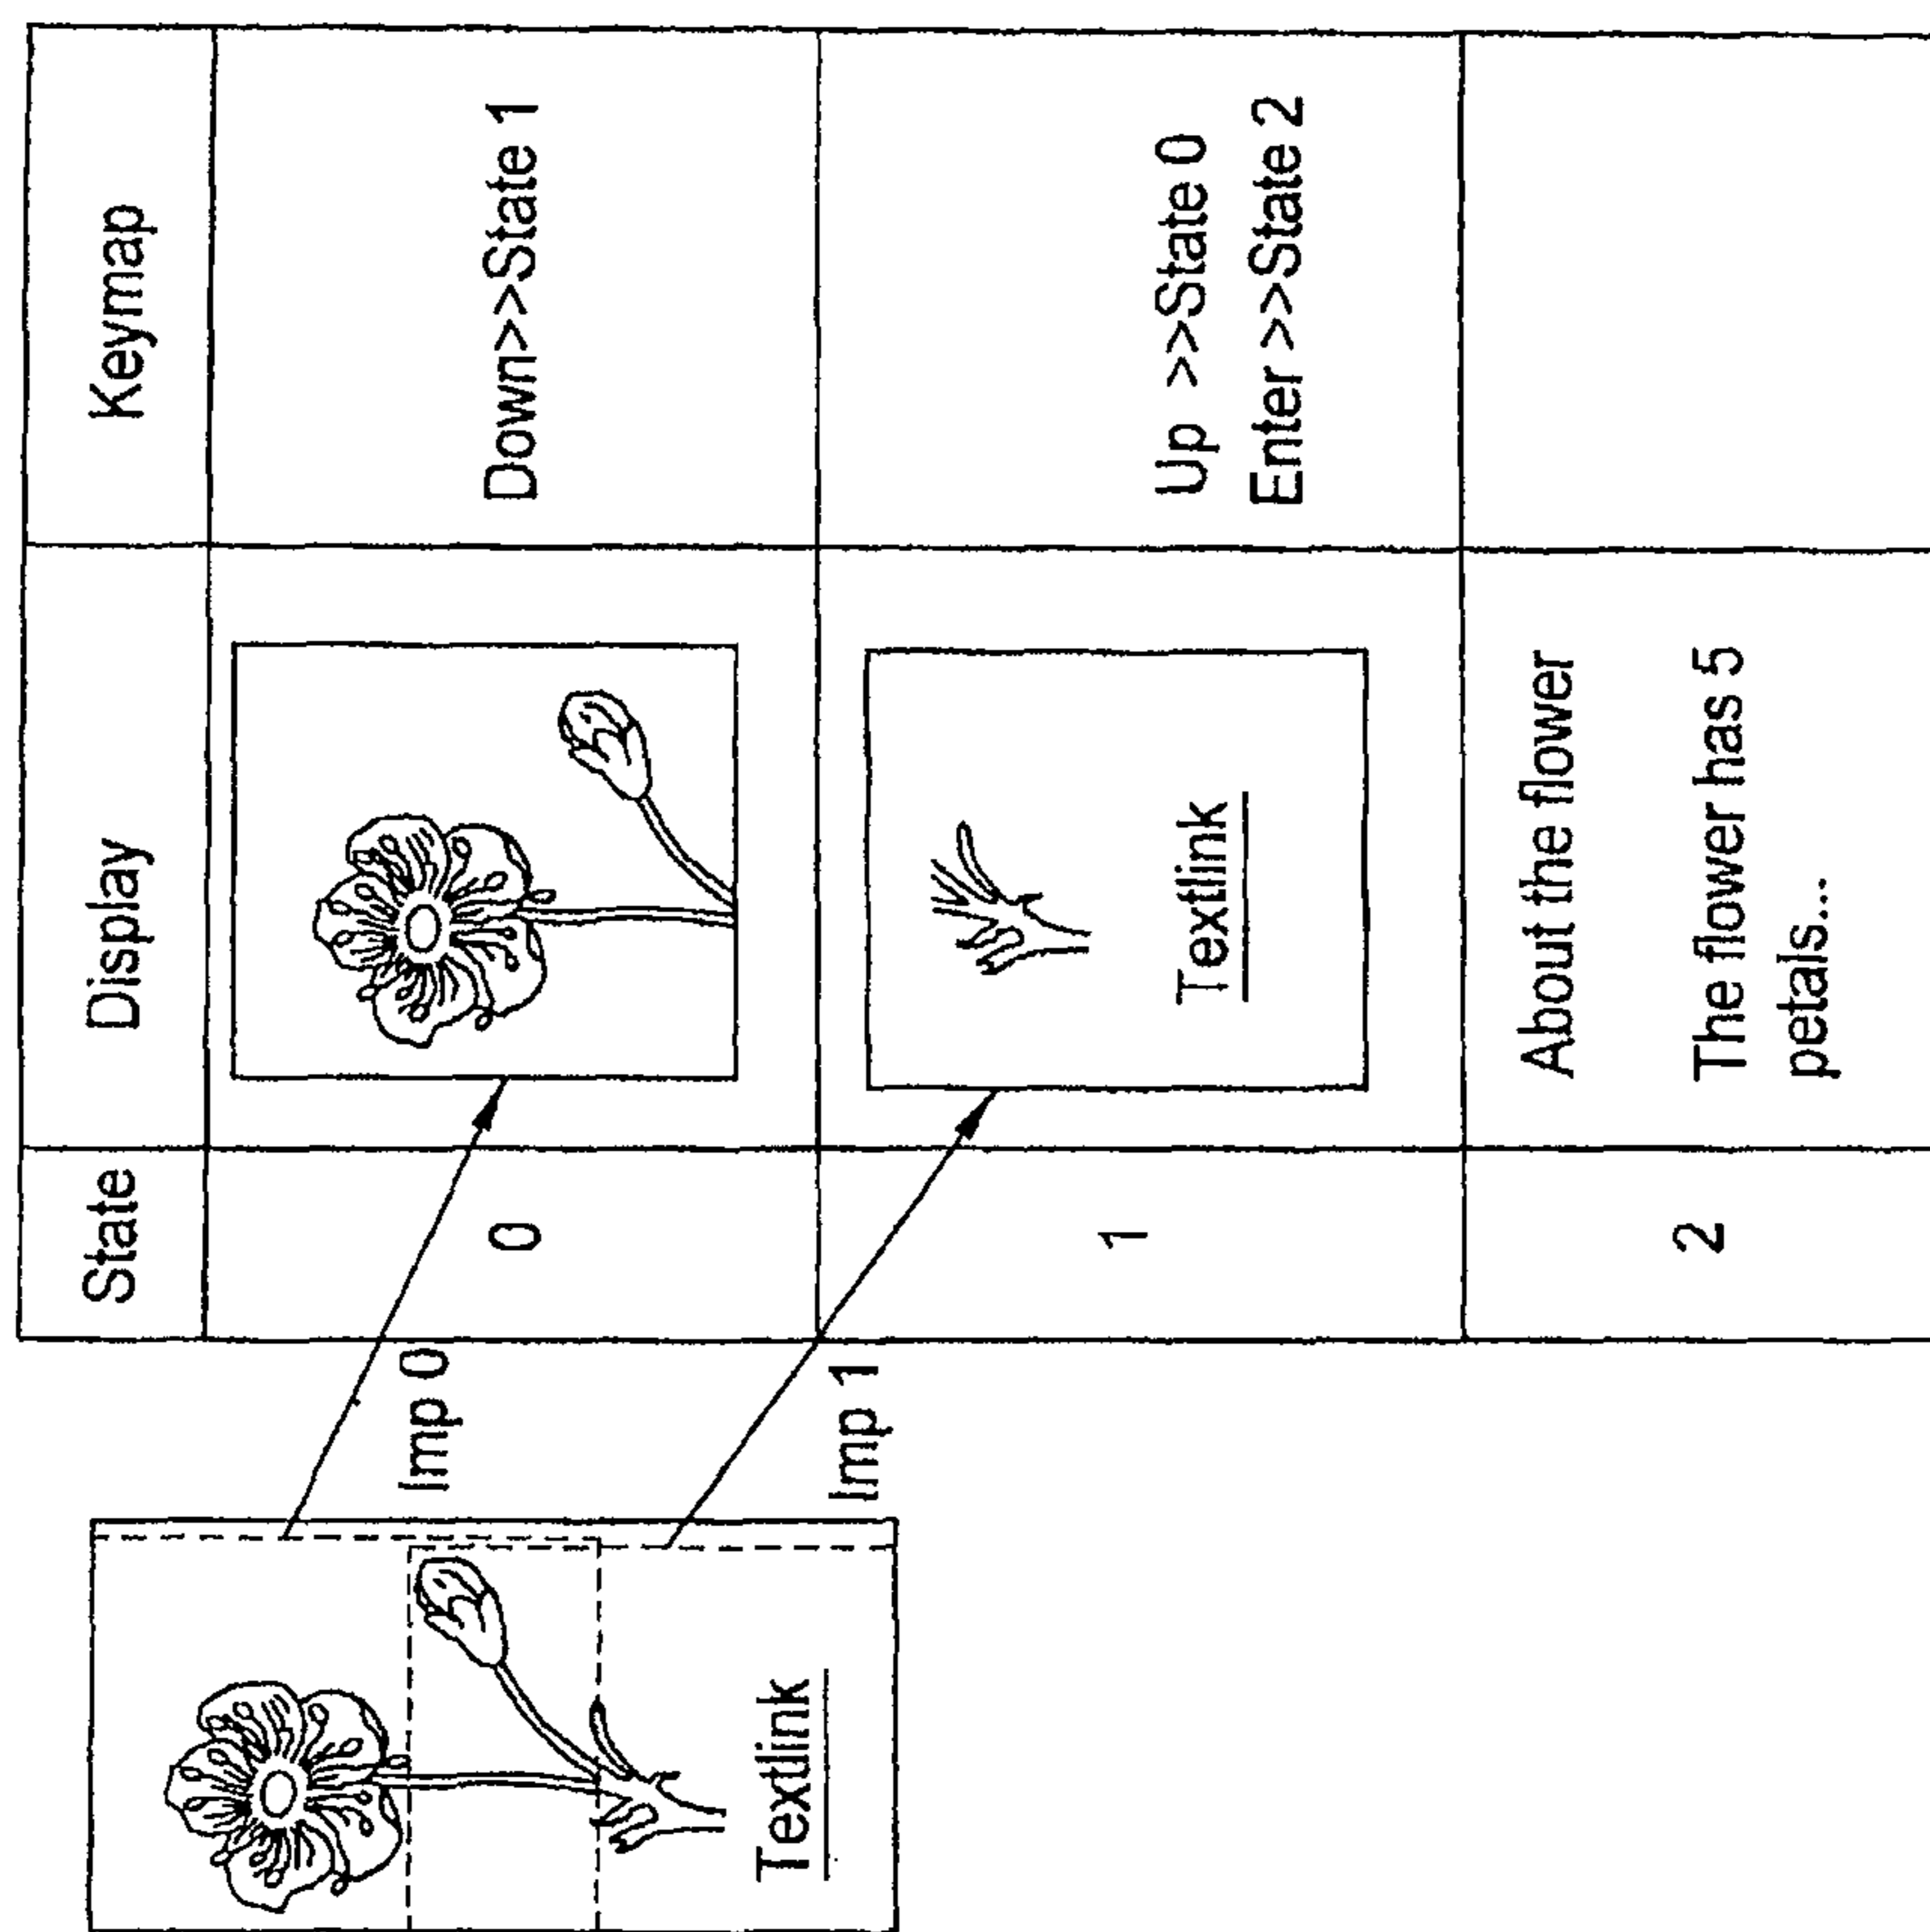 State
Display
Keymap
0
Down>>State 1
1
Textlink
Up >>State 0
Enter >>State 2
2
About the flower
The flower has 5
petals...
Imp 0
Imp 1
Textlink